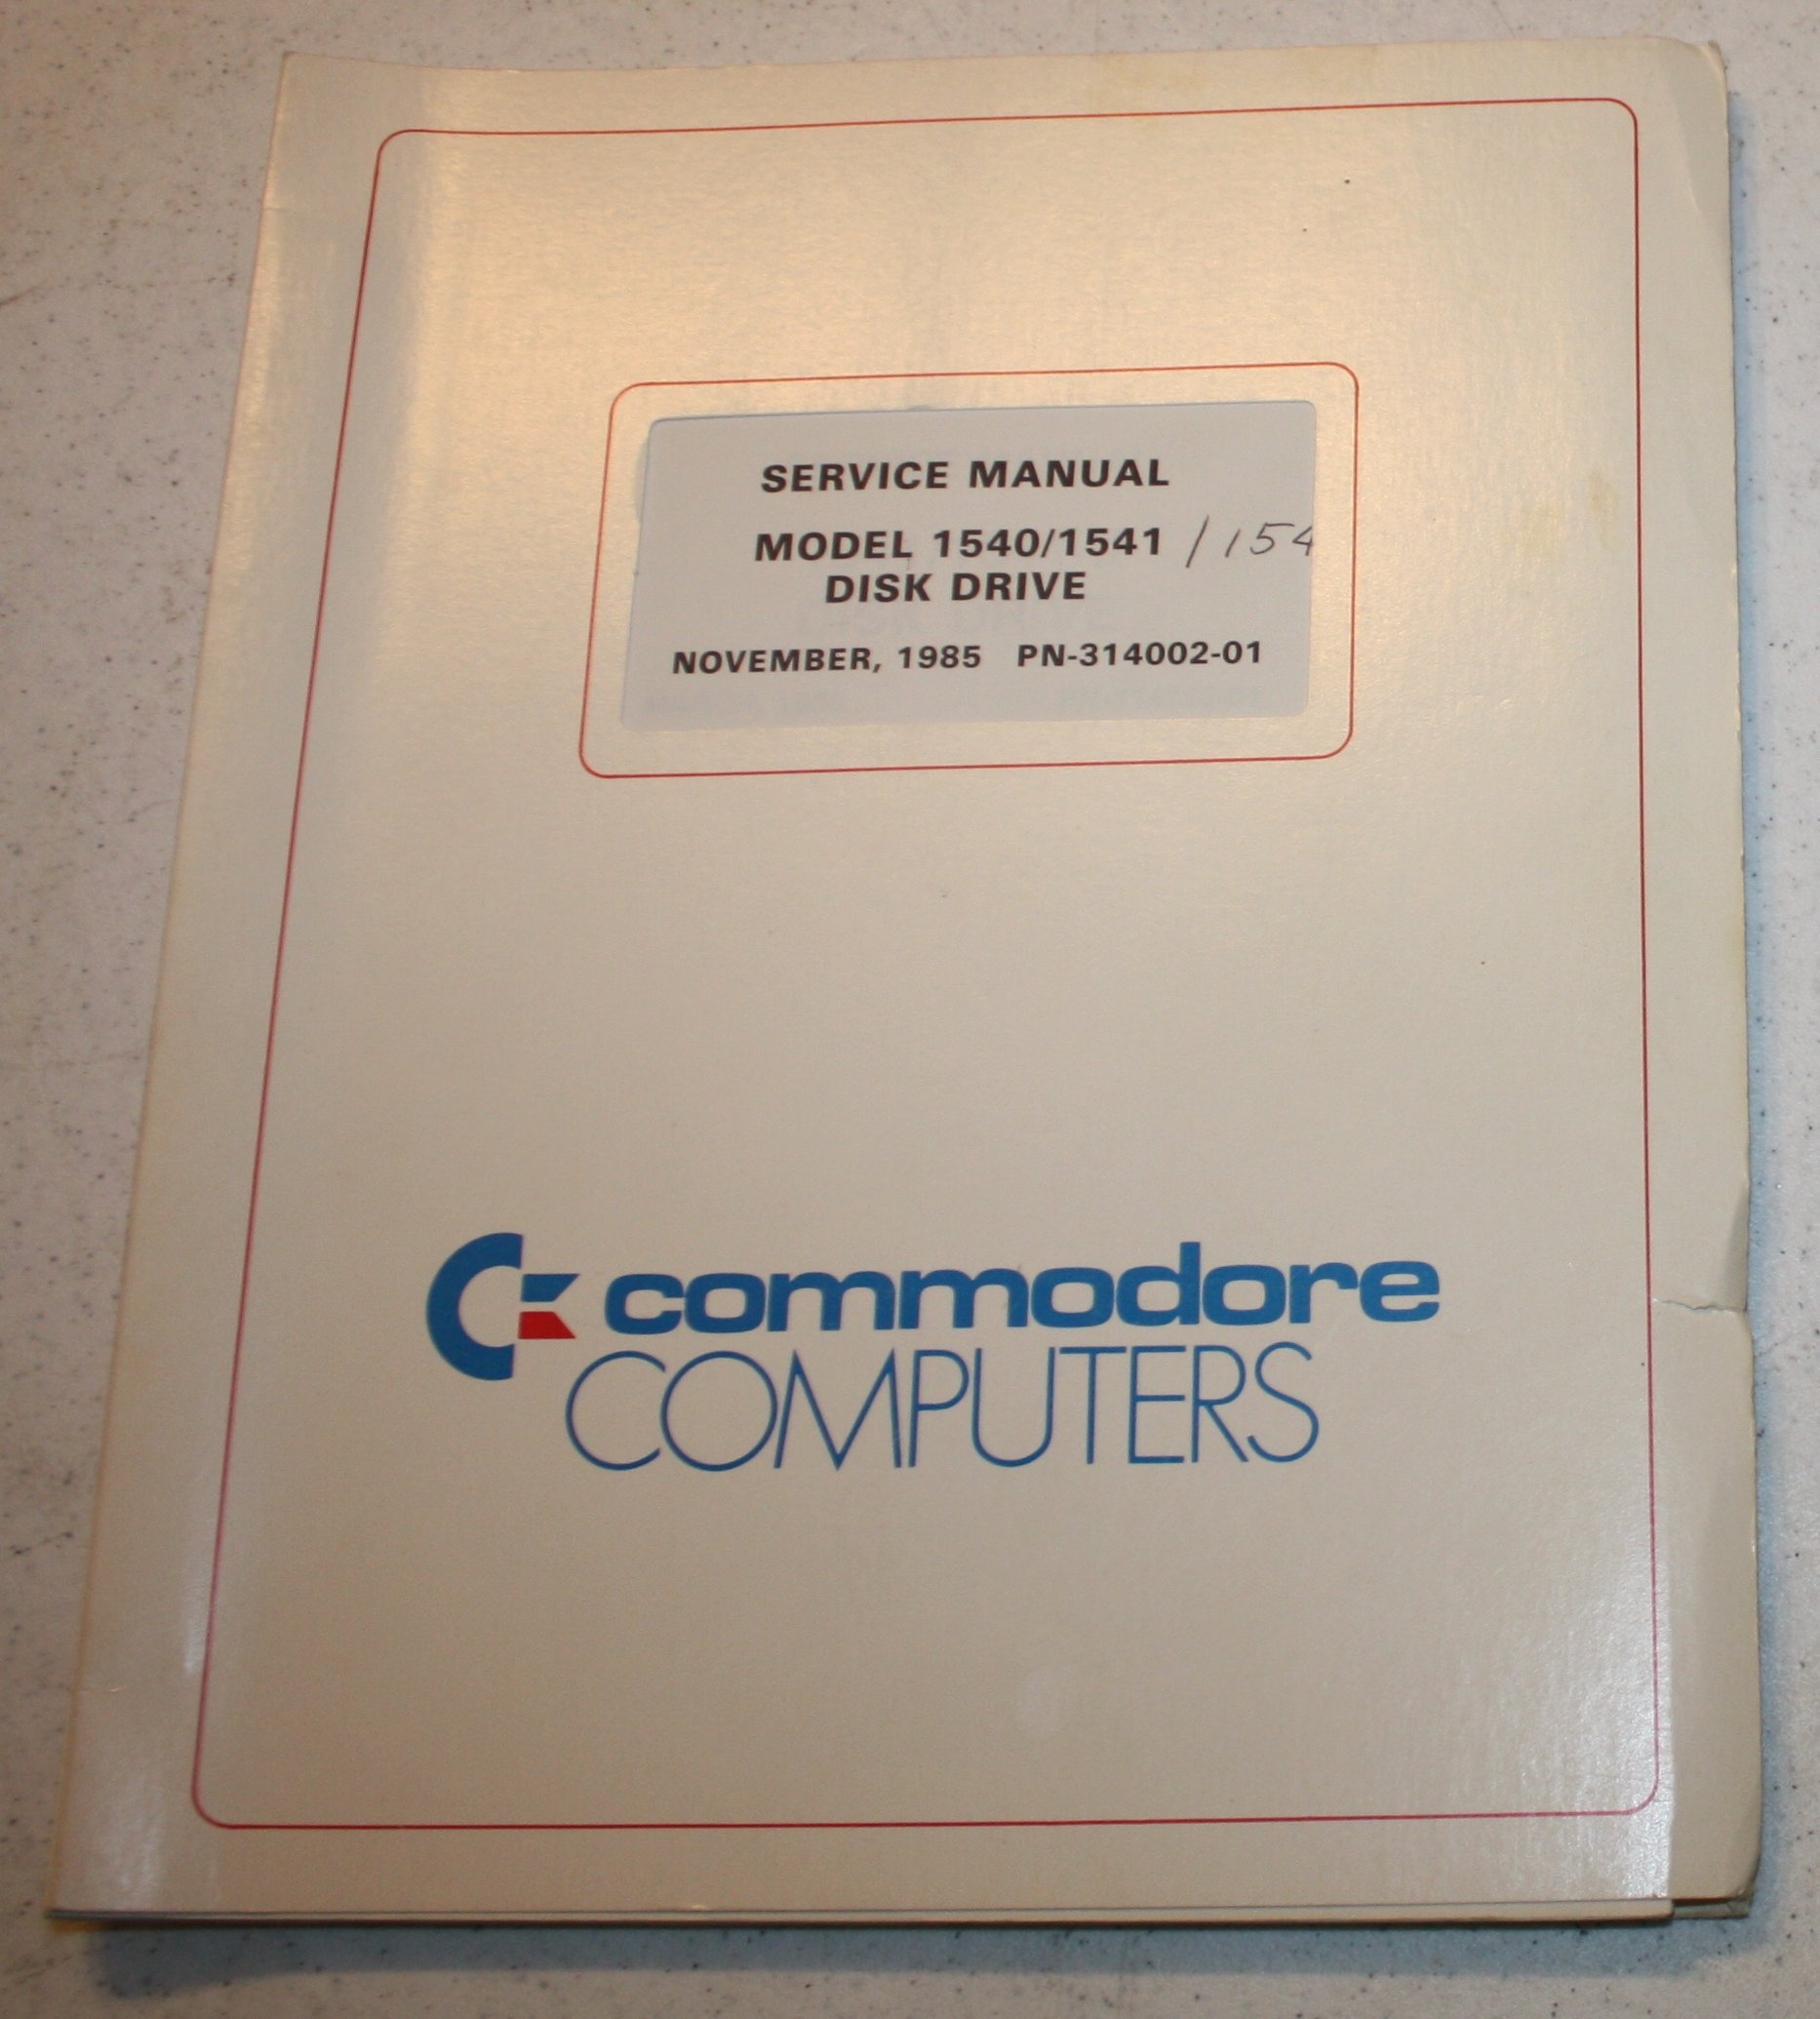 SERVICE MANUAL
MODEL 1540/1541 / 154
DISK DRIVE
NOVEMBER, 1985 PN-314002-01
commodore
COMPUTERS